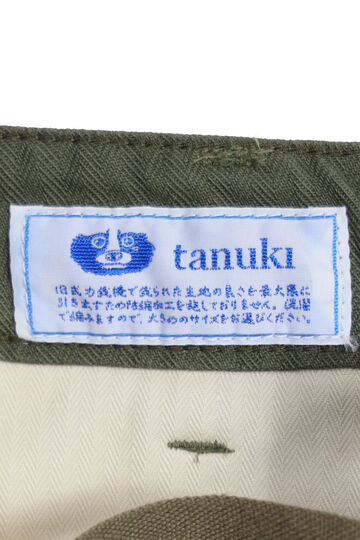 tanuki
旧式力織機で織られた生地の良さを最大限に
引き出すため防縮加工を施しておりません。洗濯
で縮みますので、大きめのサイズをお選びください。